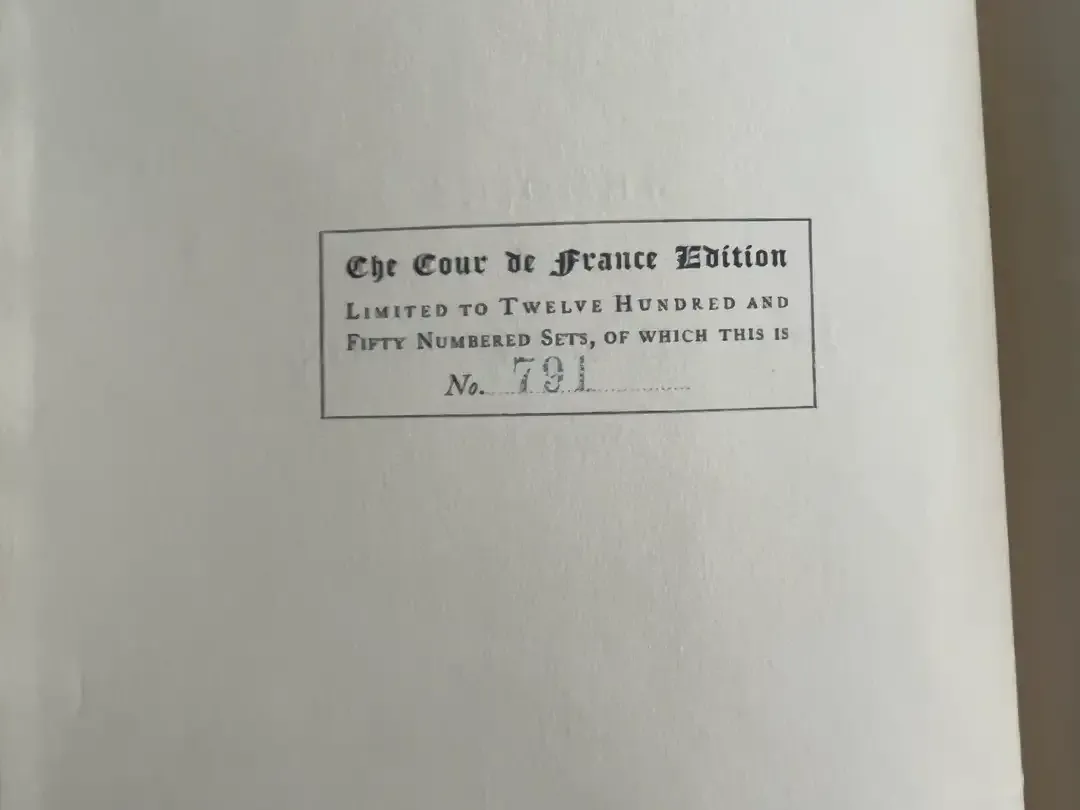 The Cour de France Edition
LIMITED TO TWELVE HUNDRED AND
FIFTY NUMBERED SETS, OF WHICH THIS IS
No. 791